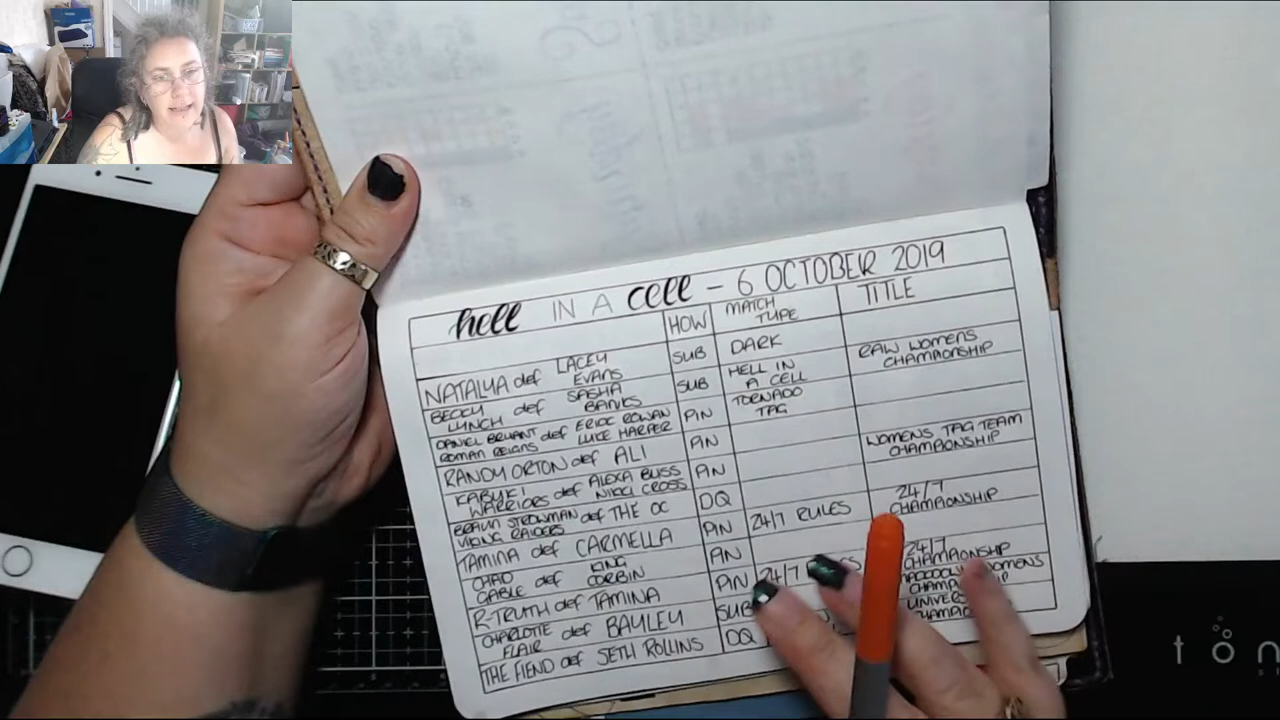 hell IN A cell - 6 OCTOBER 2019
HOW MATCH TYPE TITLE
NATALYA def LACEY EVANS SUB DARK
BECKY LUNCH def SASHA BANKS SUB HELL IN A CELL RAW WOMENS CHAMPIONSHIP
DANIEL BRYANT ROMAN REIGNS def ERICK ROWAN LUKE HARPER PIN TORNADO TAG
RANDY ORTON def ALI PIN
KABUKI WARRIORS def ALEXA BLISS NIKKI CROSS PIN WOMENS TAG TEAM CHAMPIONSHIP
BRAUN STROWMAN VIKING RAIDERS def THE OC DQ
TAMINA def CARMELLA PIN 24/7 RULES 24/7 CHAMPIONSHIP
CHAD GABLE def KING CORBIN PIN
R-TRUTH def TAMINA PIN 24/7 24/7 CHAMPIONSHIP
CHARLOTTE FLAIR def BAYLEY SUB WOMENS
THE FIEND def SETH ROLLINS DQ
tón